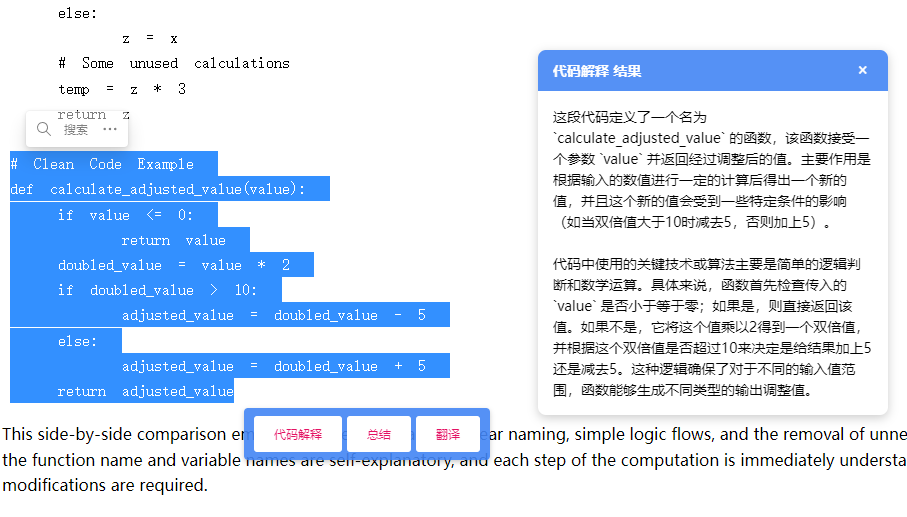 else:
z = x
# Some unused calculations
temp = z * 3
return z
搜索 ···
# Clean Code Example
def calculate_adjusted_value(value):
if value <= 0:
return value
doubled_value = value * 2
if doubled_value > 10:
adjusted_value = doubled_value - 5
else:
adjusted_value = doubled_value + 5
return adjusted_value
代码解释 总结 翻译
This side-by-side comparison em ear naming, simple logic flows, and the removal of unne
the function name and variable names are self-explanatory, and each step of the computation is immediately understa
modifications are required.
代码解释 结果 ×
这段代码定义了一个名为
`calculate_adjusted_value` 的函数，该函数接受一
个参数 `value` 并返回经过调整后的值。主要作用是
根据输入的数值进行一定的计算后得出一个新的
值，并且这个新的值会受到一些特定条件的影响
（如当双倍值大于10时减去5，否则加上5）。
代码中使用的关键技术或算法主要是简单的逻辑判
断和数学运算。具体来说，函数首先检查传入的
`value` 是否小于等于零；如果是，则直接返回该
值。如果不是，它将这个值乘以2得到一个双倍值，
并根据这个双倍值是否超过10来决定是给结果加上5
还是减去5。这种逻辑确保了对于不同的输入值范
围，函数能够生成不同类型的输出调整值。